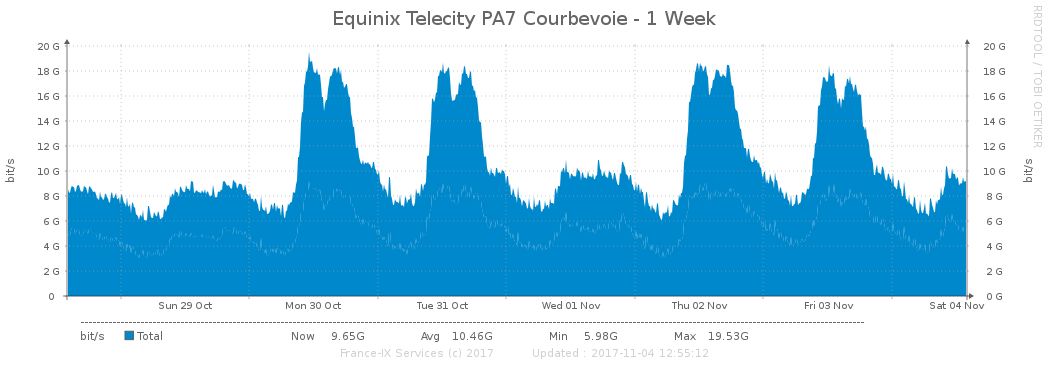 Equinix Telecity PA7 Courbevoie - 1 Week
RRDTOOL / TOBI OETIKER
bit/s
20 G
18 G
16 G
14 G
12 G
10 G
8 G
6 G
4 G
2 G
0
20 G
18 G
16 G
14 G
12 G
10 G
8 G
6 G
4 G
2 G
0 G
bit/s
Sun 29 Oct Mon 30 Oct Tue 31 Oct Wed 01 Nov Thu 02 Nov Fri 03 Nov Sat 04 Nov
bit/s Total Now 9.65G Avg 10.46G Min 5.98G Max 19.53G
France-IX Services (c) 2017 Updated : 2017-11-04 12:55:12